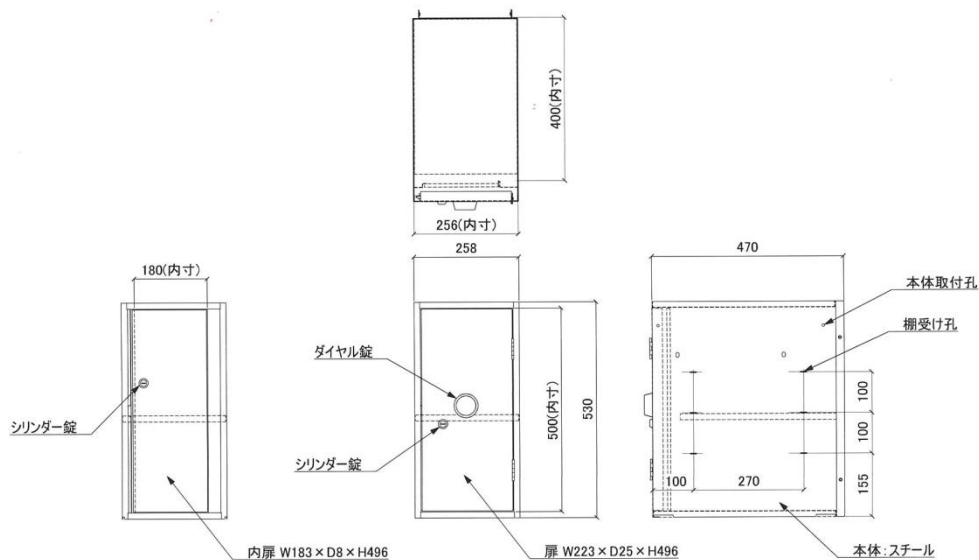 400(内寸)
256(内寸)
258
470
180(内寸)
本体取付孔
棚受け孔
ダイヤル錠
シリンダー錠
シリンダー錠
500(内寸)
530
100
100
155
100
270
内扉 W183×D8×H496
扉 W223×D25×H496
本体:スチール